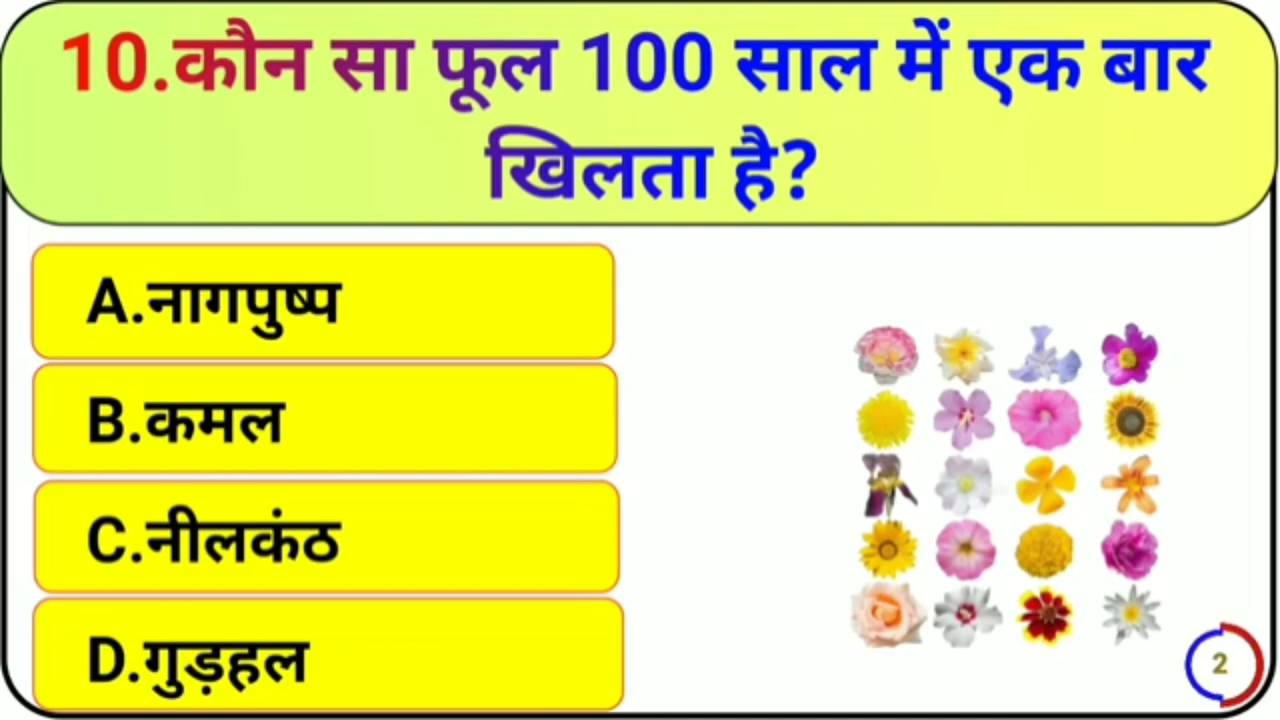 10.कौन सा फूल 100 साल में एक बार
खिलता है?
A.नागपुष्प
B.कमल
C.नीलकंठ
D.गुड़हल
2